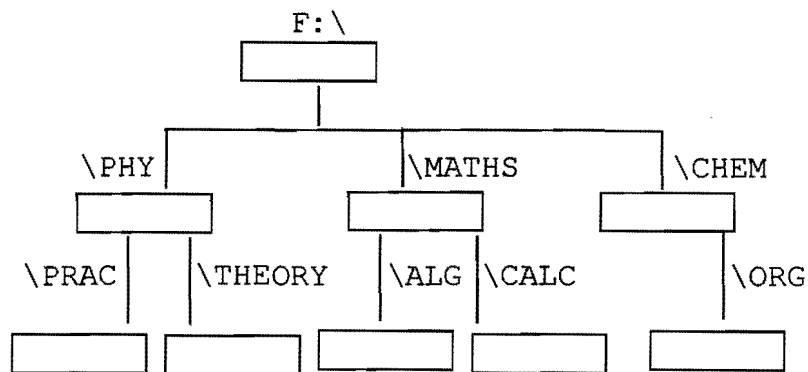 F:\
\PHY \MATHS \CHEM
\PRAC \THEORY \ALG \CALC \ORG